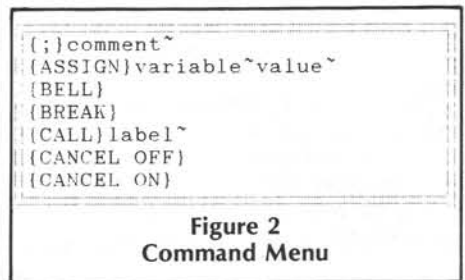 {;}comment~
{ASSIGN}variable~value~
{BELL}
{BREAK}
{CALL}label~
{CANCEL OFF}
{CANCEL ON}
Figure 2
Command Menu